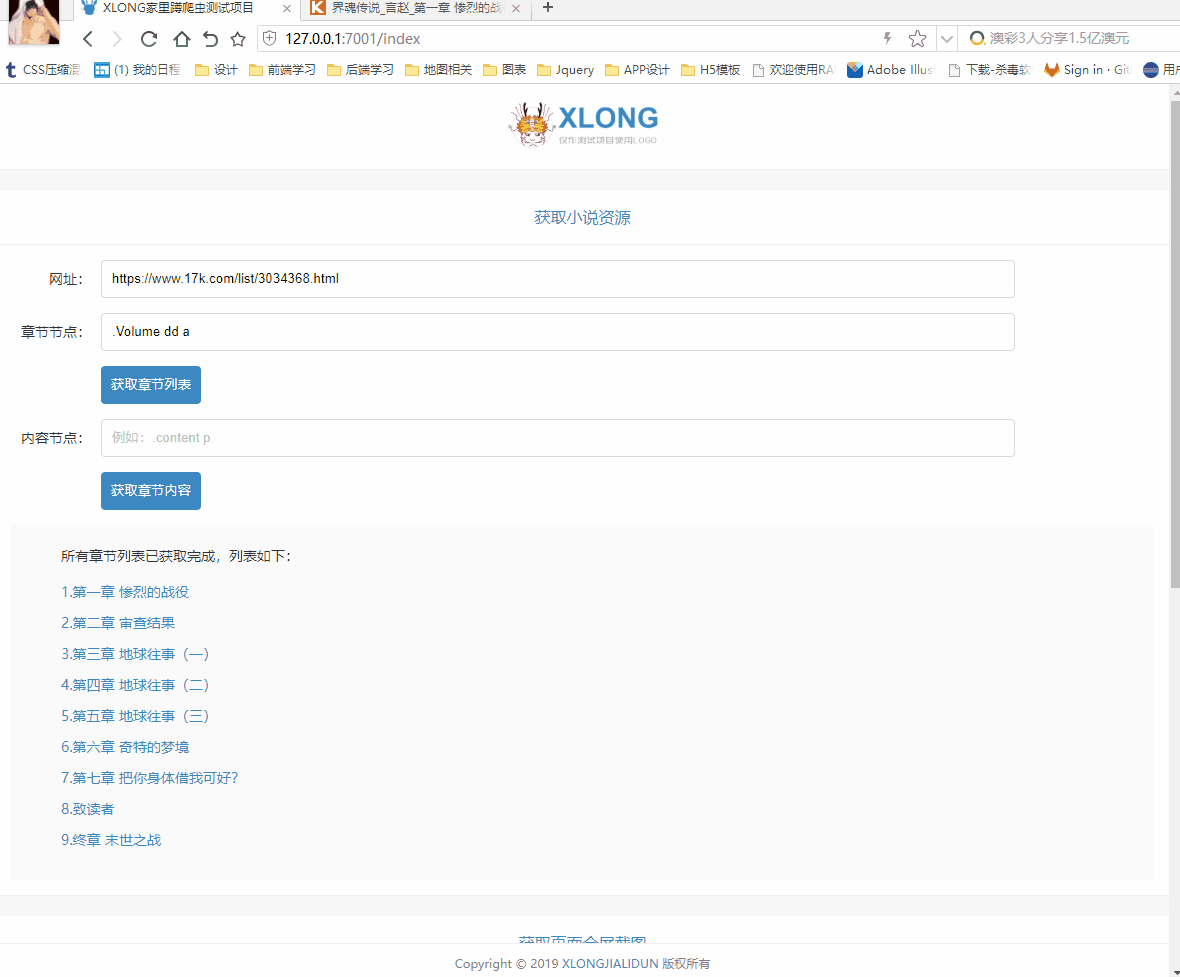 XLONG家里蹲爬虫测试项目
界魂传说_言赵_第一章 惨烈的战
127.0.0.1:7001/index
澳彩3人分享1.5亿澳元
CSS压缩混
(1) 我的日程
设计
前端学习
后端学习
地图相关
图表
Jquery
APP设计
H5模板
欢迎使用RA
Adobe Illus
下载-杀毒软
Sign in · Git
用户
XLONG
仅作测试项目使用LOGO
获取小说资源
网址：
https://www.17k.com/list/3034368.html
章节节点：
.Volume dd a
获取章节列表
内容节点：
例如：.content p
获取章节内容
所有章节列表已获取完成，列表如下：
1.第一章 惨烈的战役
2.第二章 审查结果
3.第三章 地球往事（一）
4.第四章 地球往事（二）
5.第五章 地球往事（三）
6.第六章 奇特的梦境
7.第七章 把你身体借我可好？
8.致读者
9.终章 末世之战
获取页面全屏截图
Copyright © 2019 XLONGJIALIDUN 版权所有